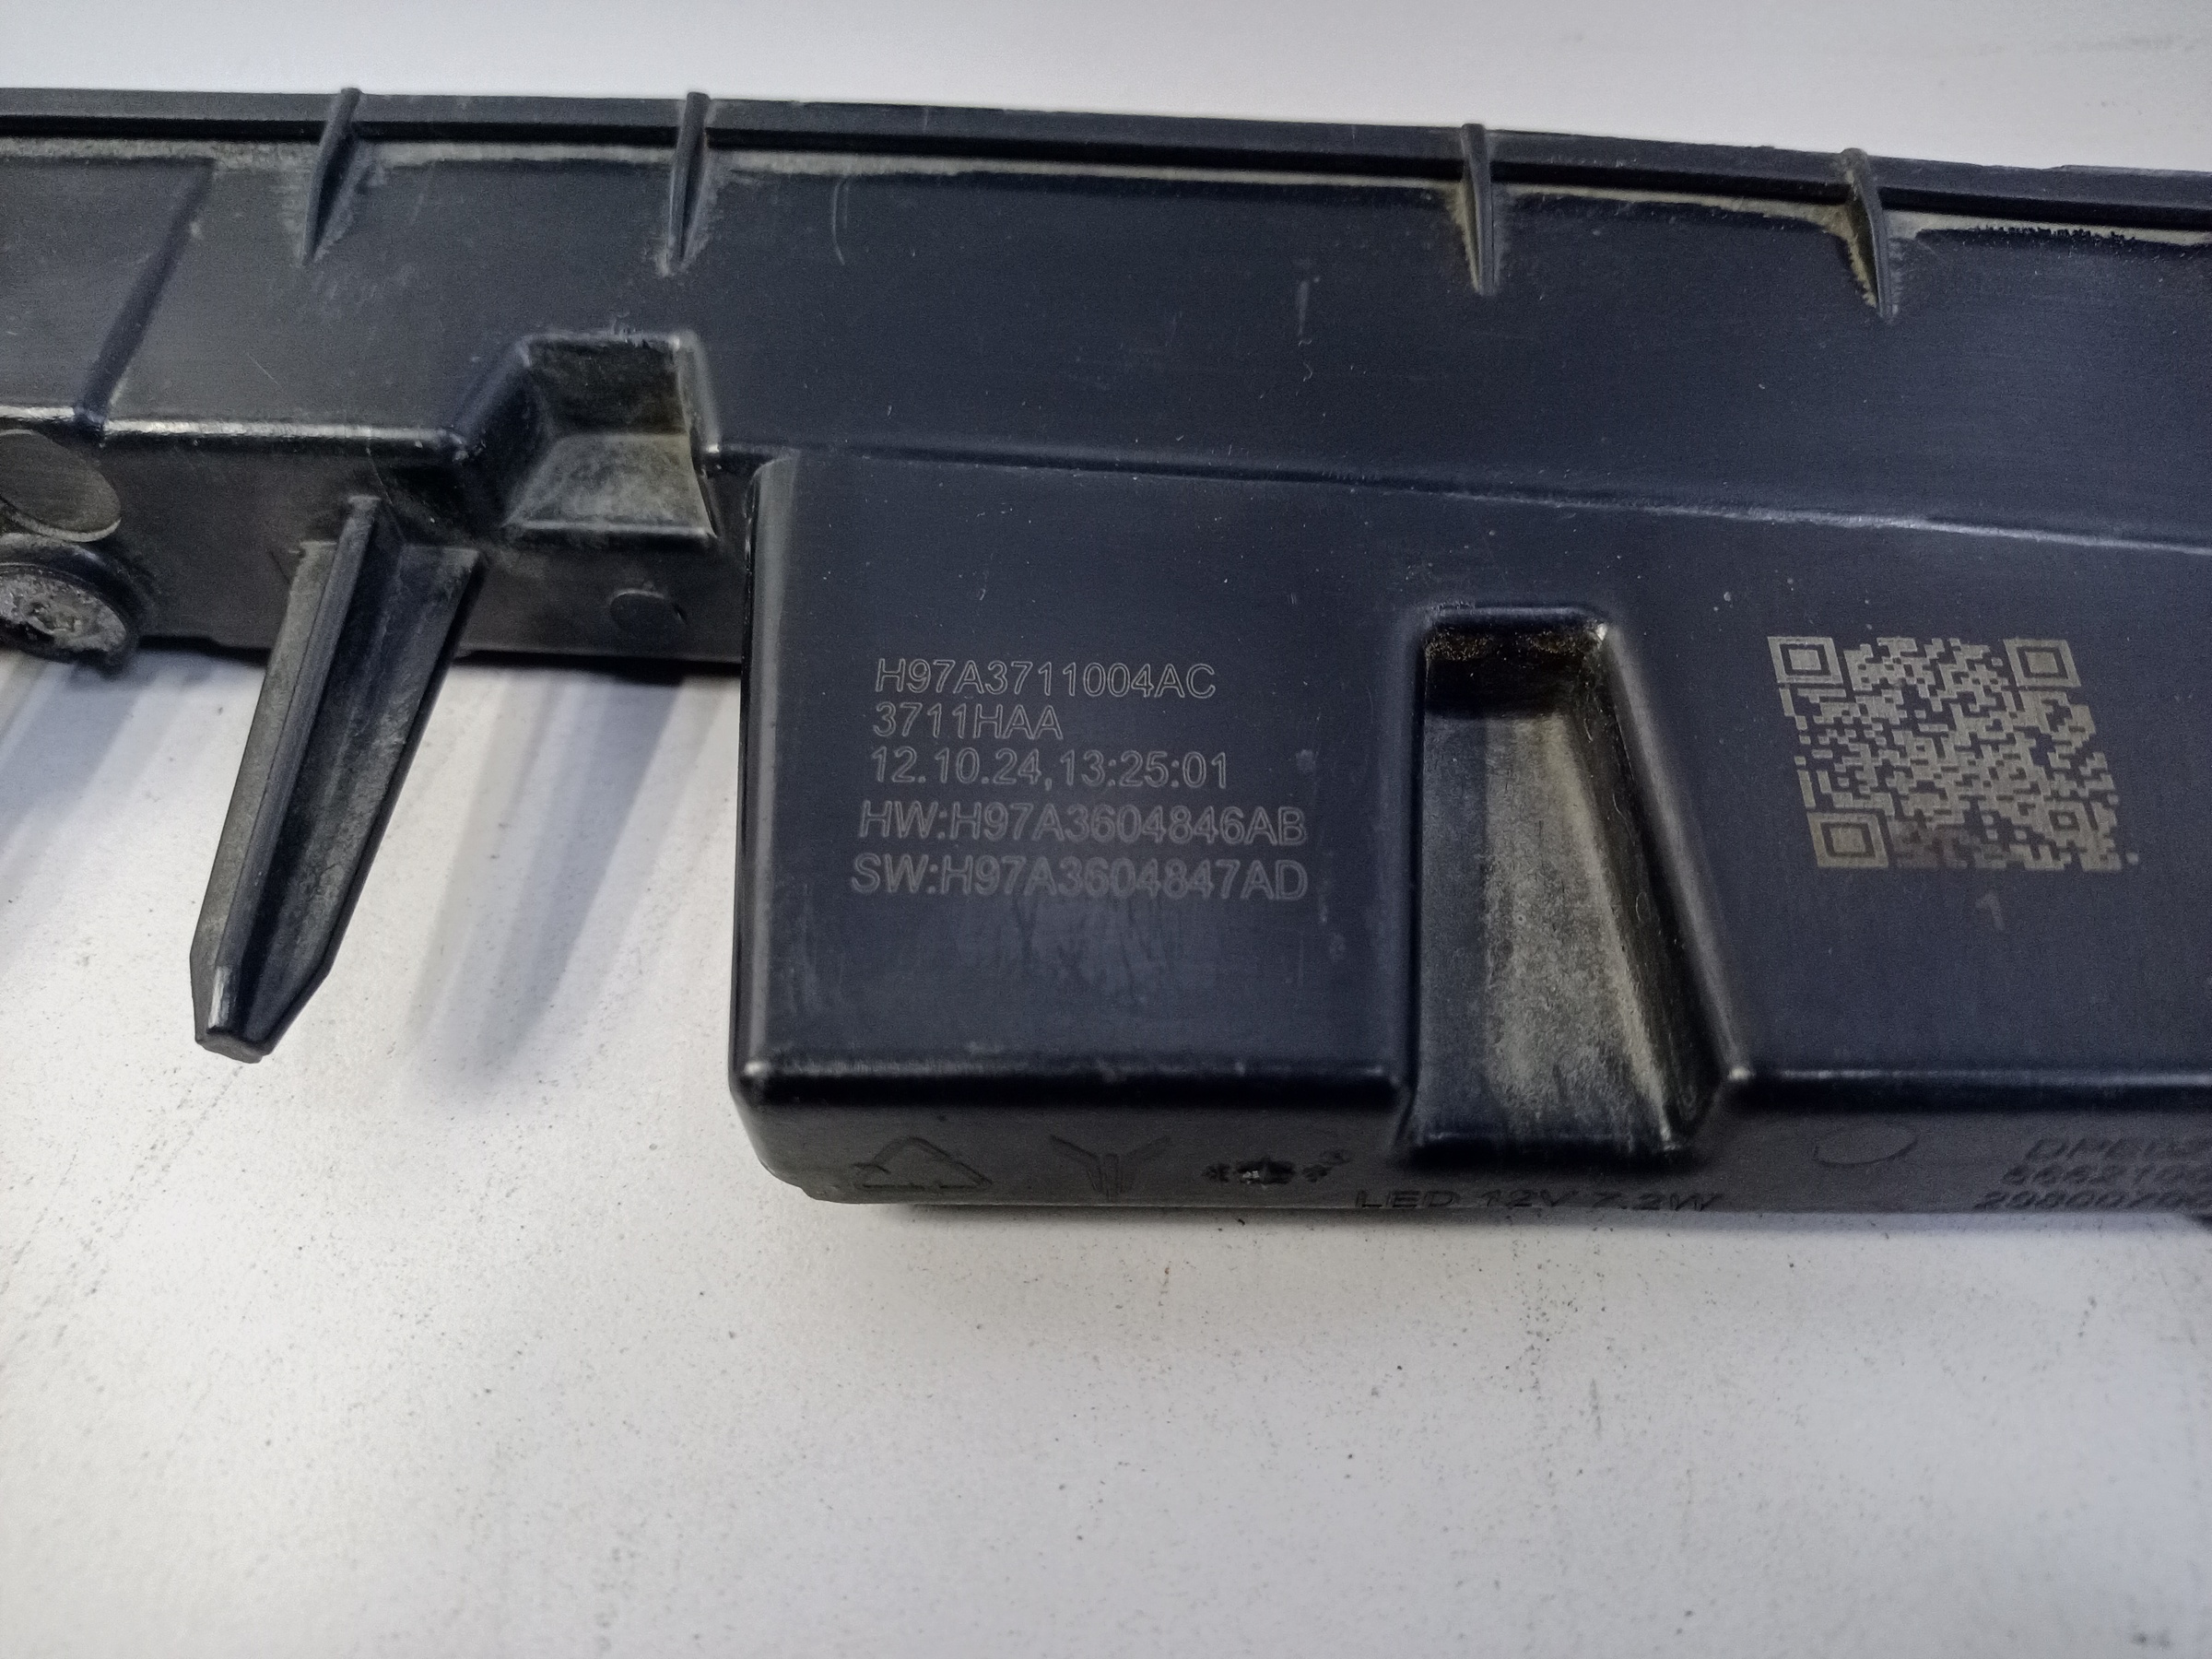 H97A3711004AC
3711HAA
12.10.24,13:25:01
HW:H97A3604846AB
SW:H97A3604847AD
1
LED 12V 7.2W